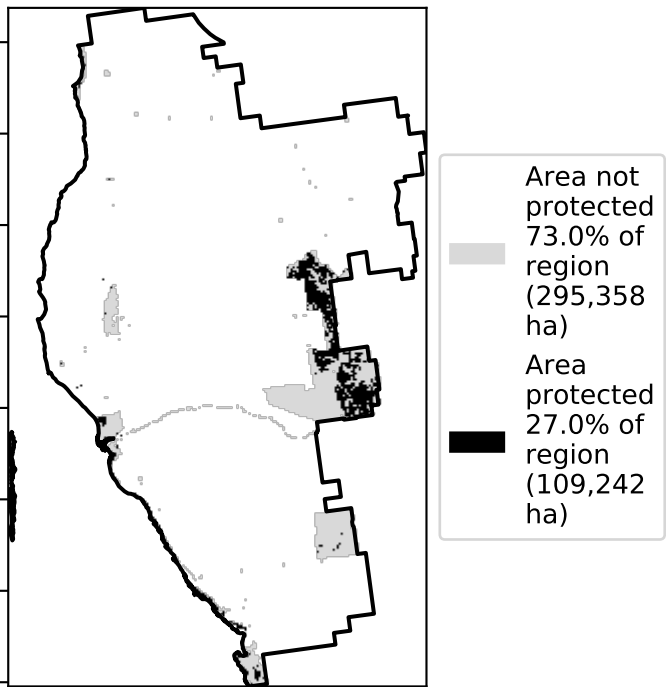 Area not
protected
73.0% of
region
(295,358
ha)
Area
protected
27.0% of
region
(109,242
ha)